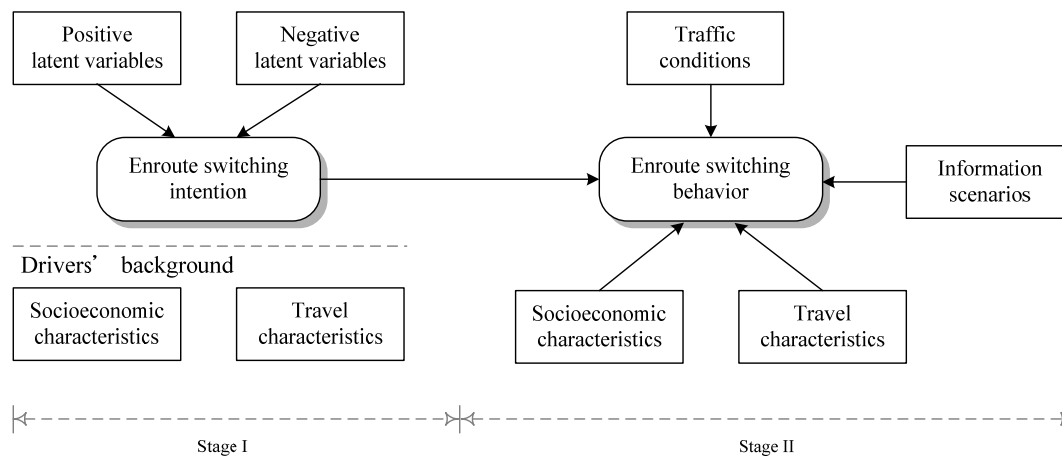 Positive
latent variables
Negative
latent variables
Traffic
conditions
Enroute switching
intention
Enroute switching
behavior
Information
scenarios
Drivers' background
Socioeconomic
characteristics
Travel
characteristics
Socioeconomic
characteristics
Travel
characteristics
Stage I
Stage II